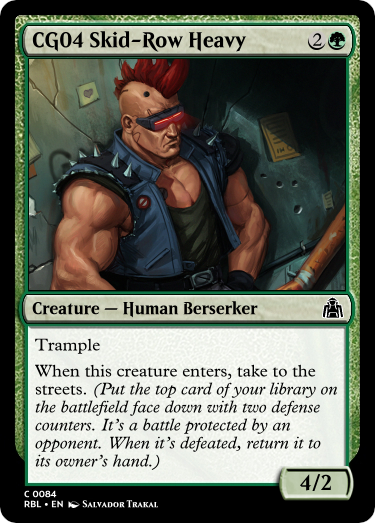 CG04 Skid-Row Heavy 2
Creature — Human Berserker
Trample
When this creature enters, take to the
streets. (Put the top card of your library on
the battlefield face down with two defense
counters. It's a battle protected by an
opponent. When it's defeated, return it to
its owner's hand.)
4/2
C 0084
RBL • EN Salvador Trakal